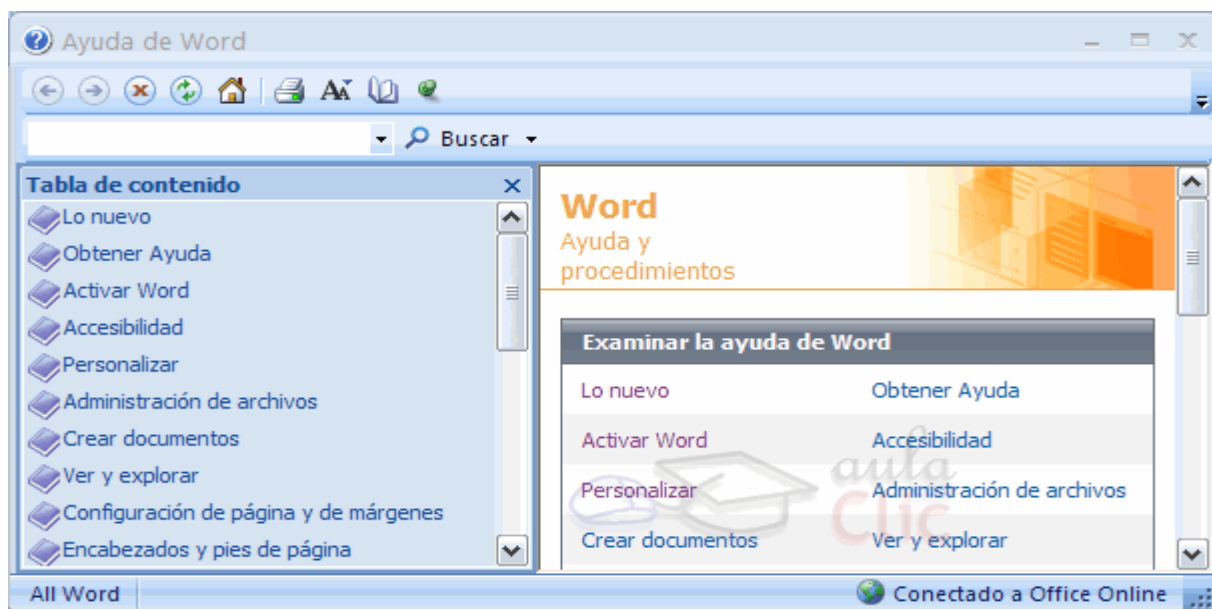 Ayuda de Word
Buscar
Tabla de contenido
Lo nuevo
Obtener Ayuda
Activar Word
Accesibilidad
Personalizar
Administración de archivos
Crear documentos
Ver y explorar
Configuración de página y de márgenes
Encabezados y pies de página
Word
Ayuda y
procedimientos
Examinar la ayuda de Word
Lo nuevo Obtener Ayuda
Activar Word Accesibilidad
Personalizar Administración de archivos
Crear documentos Ver y explorar
aula
Clic
All Word Conectado a Office Online